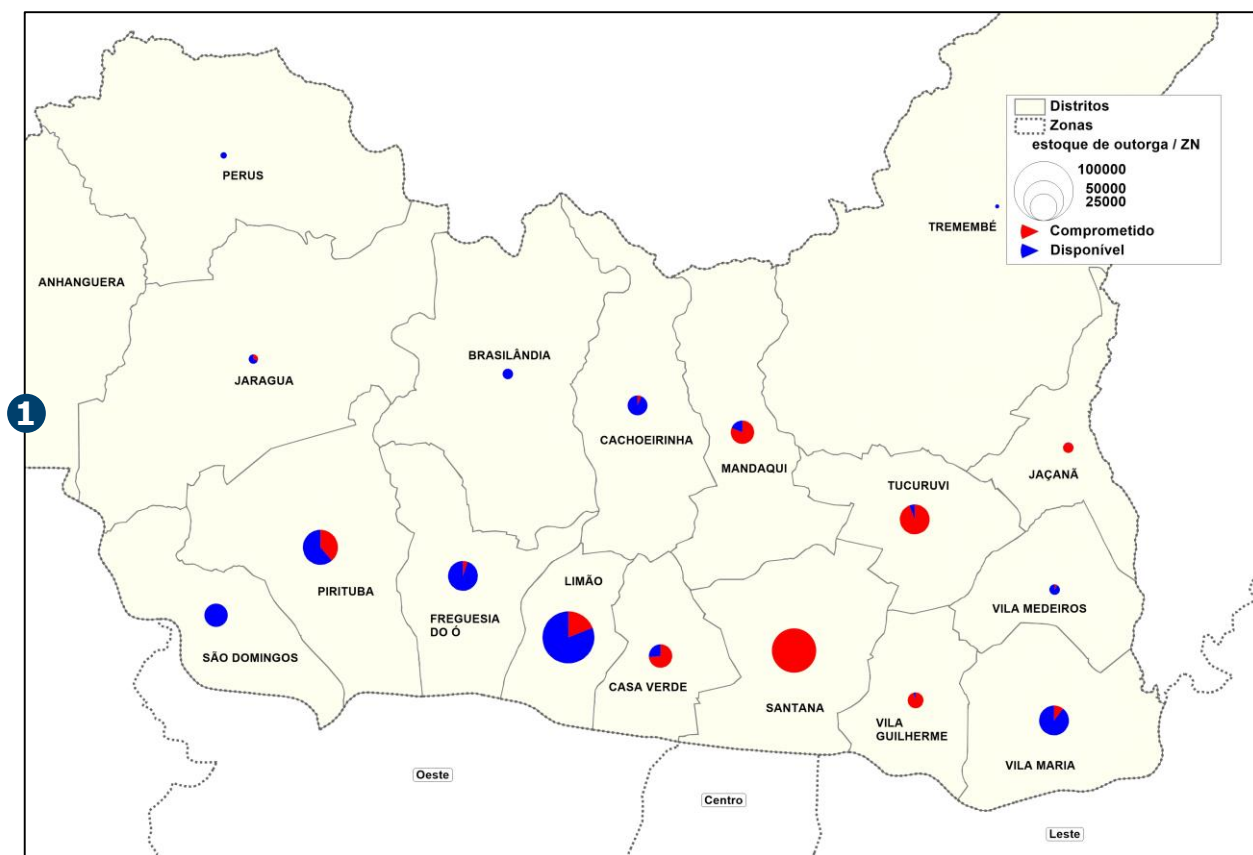 Distritos
Zonas
estoque de outorga / ZN
100000
50000
25000
Comprometido
Disponível
PERUS
TREMEMBÉ
ANHANGUERA
BRASILÂNDIA
JARAGUA
1
CACHOEIRINHA
MANDAQUI
JAÇANÃ
TUCURUVI
LIMÃO
PIRITUBA
FREGUESIA
DO Ó
VILA MEDEIROS
SÃO DOMINGOS
CASA VERDE
SANTANA
VILA
GUILHERME
VILA MARIA
Oeste
Centro
Leste